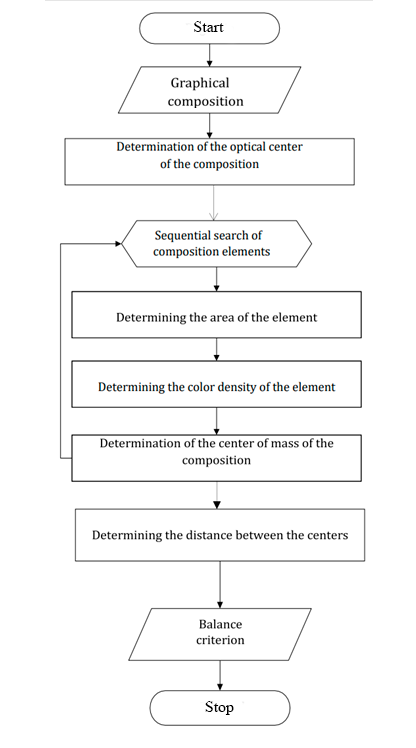 Start
Graphical
composition
Determination of the optical center
of the composition
Sequential search of
composition elements
Determining the area of the element
Determining the color density of the element
Determination of the center of mass of the
composition
Determining the distance between the centers
Balance
criterion
Stop